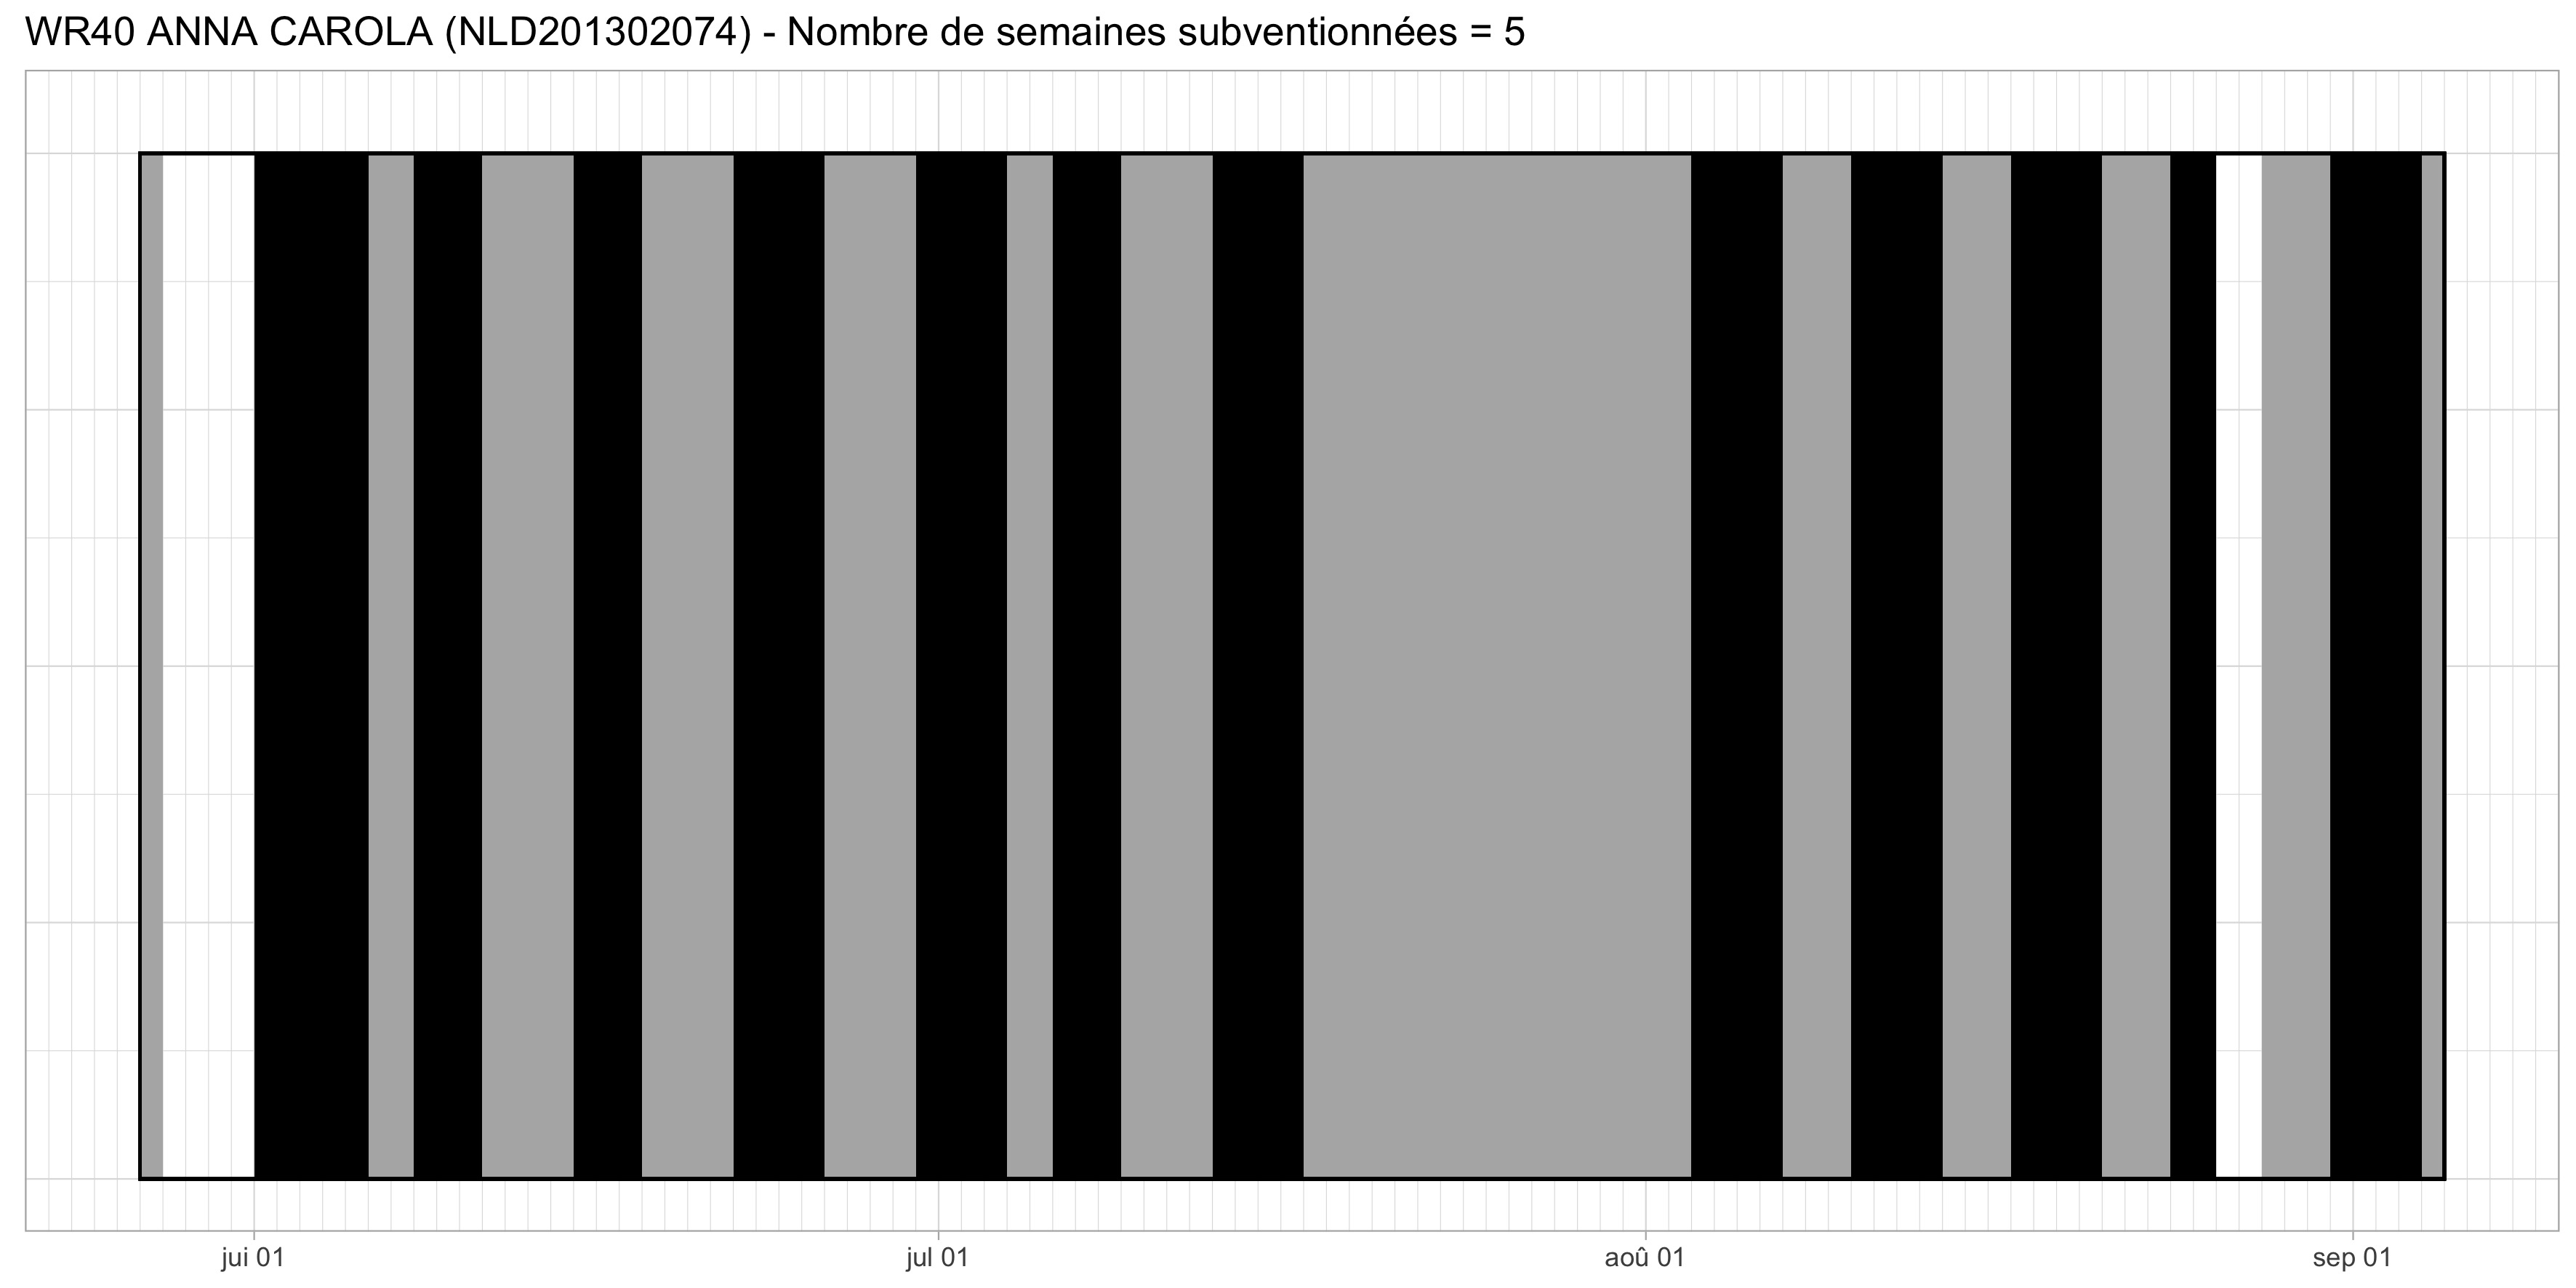 WR40 ANNA CAROLA (NLD201302074) - Nombre de semaines subventionnées = 5
jui 01 jul 01 aoû 01 sep 01